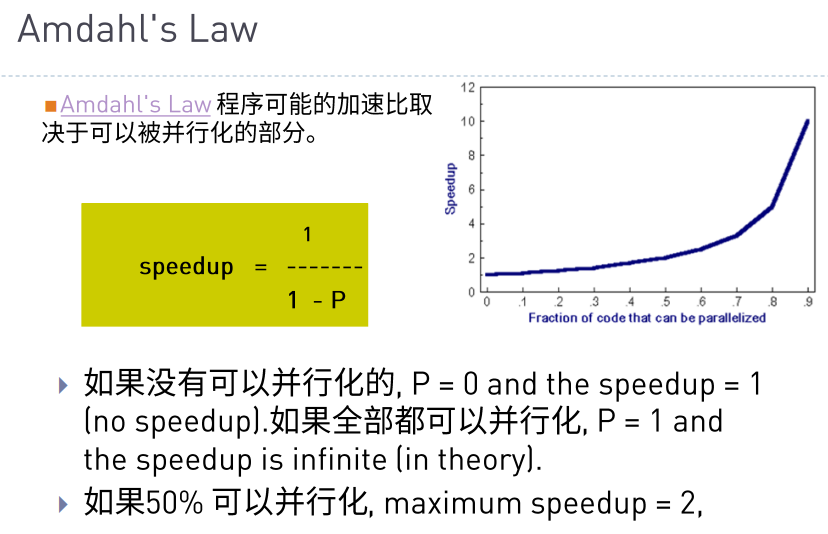 Amdahl's Law
Amdahl's Law 程序可能的加速比取
决于可以被并行化的部分。
1
speedup = -------
1 - P
12
10
8
6
4
2
0
Speedup
0 .1 .2 .3 .4 .5 .6 .7 .8 .9
Fraction of code that can be parallelized
如果没有可以并行化的, P = 0 and the speedup = 1
(no speedup).如果全部都可以并行化, P = 1 and
the speedup is infinite (in theory).
如果50% 可以并行化, maximum speedup = 2,